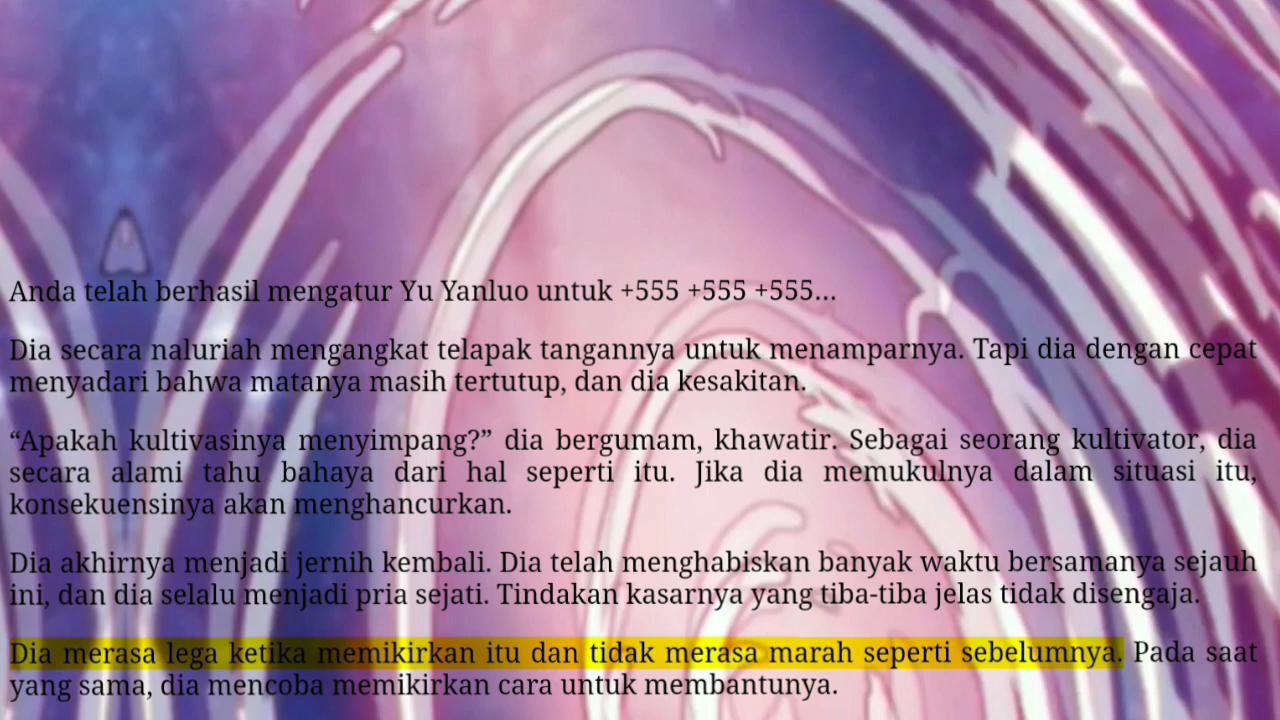 Anda telah berhasil mengatur Yu Yanluo untuk +555 +555 +555…
Dia secara naluriah mengangkat telapak tangannya untuk menamparnya. Tapi dia dengan cepat
menyadari bahwa matanya masih tertutup, dan dia kesakitan.
“Apakah kultivasinya menyimpang?” dia bergumam, khawatir. Sebagai seorang kultivator, dia
secara alami tahu bahaya dari hal seperti itu. Jika dia memukulnya dalam situasi itu,
konsekuensinya akan menghancurkan.
Dia akhirnya menjadi jernih kembali. Dia telah menghabiskan banyak waktu bersamanya sejauh
ini, dan dia selalu menjadi pria sejati. Tindakan kasarnya yang tiba-tiba jelas tidak disengaja.
Dia merasa lega ketika memikirkan itu dan tidak merasa marah seperti sebelumnya. Pada saat
yang sama, dia mencoba memikirkan cara untuk membantunya.